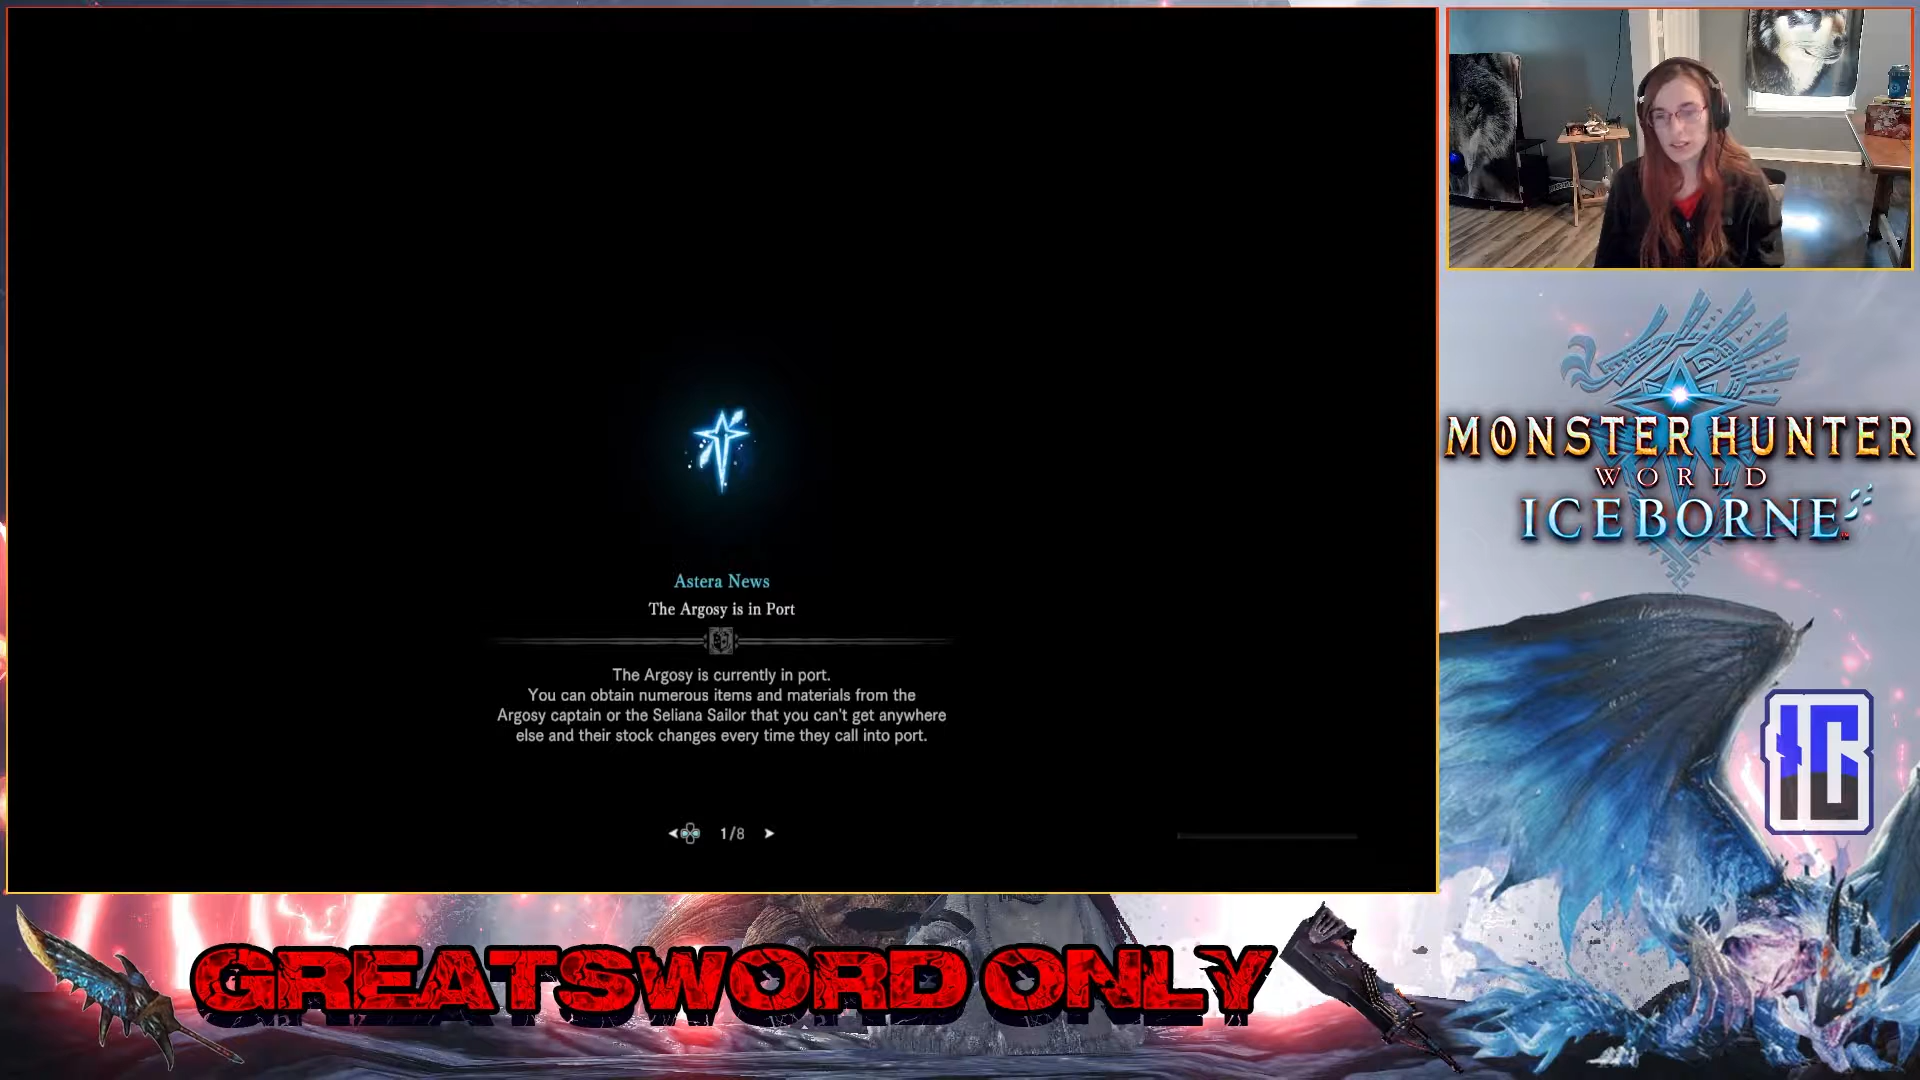 Astera News
The Argosy is in Port
The Argosy is currently in port.
You can obtain numerous items and materials from the
Argosy captain or the Seliana Sailor that you can't get anywhere
else and their stock changes every time they call into port.
1/8
MONSTER HUNTER
WORLD
ICEBORNE
GREATSWORD ONLY